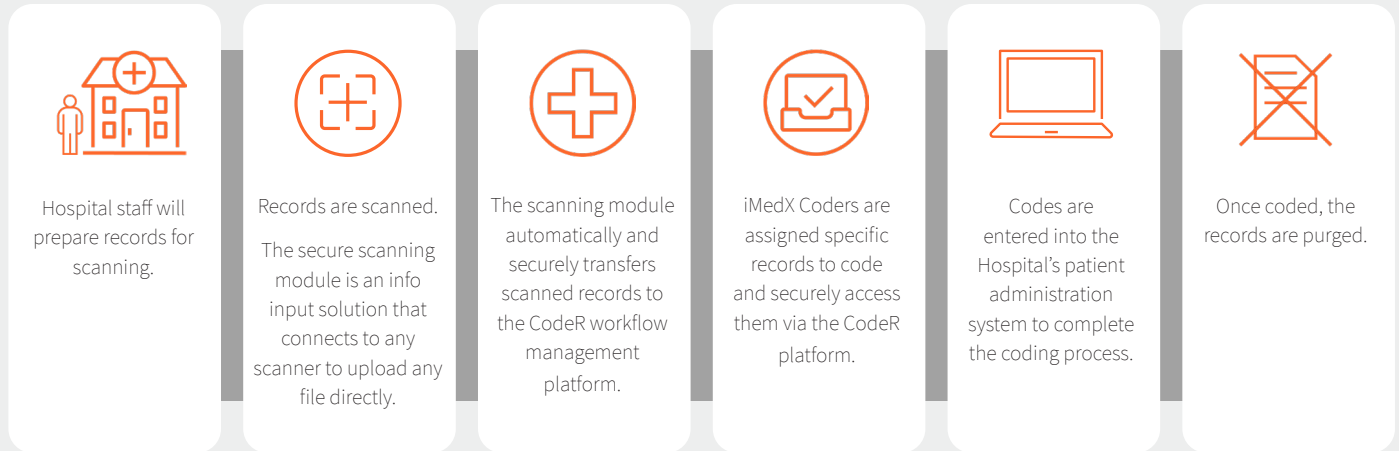 Hospital staff will
prepare records for
scanning.
Records are scanned.
The secure scanning
module is an info
input solution that
connects to any
scanner to upload any
file directly.
The scanning module
automatically and
securely transfers
scanned records to
the CodeR workflow
management
platform.
iMedX Coders are
assigned specific
records to code
and securely access
them via the CodeR
platform.
Codes are
entered into the
Hospital’s patient
administration
system to complete
the coding process.
Once coded, the
records are purged.